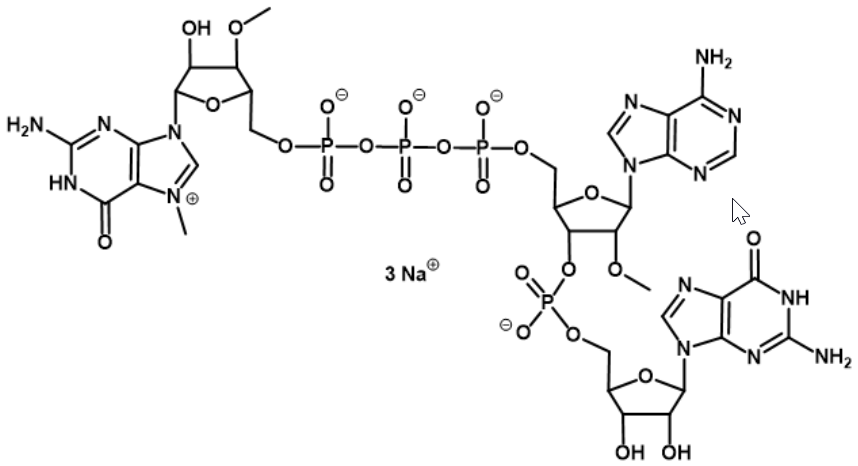 OH O
NH₂
O⊖ O⊖ O⊖
N N
H₂N N N O
O P O P O P O
HN N⊕ O O O N N
O
O
3 Na⊕ O O O
P N NH
⊖O O
N N NH₂
O
OH OH